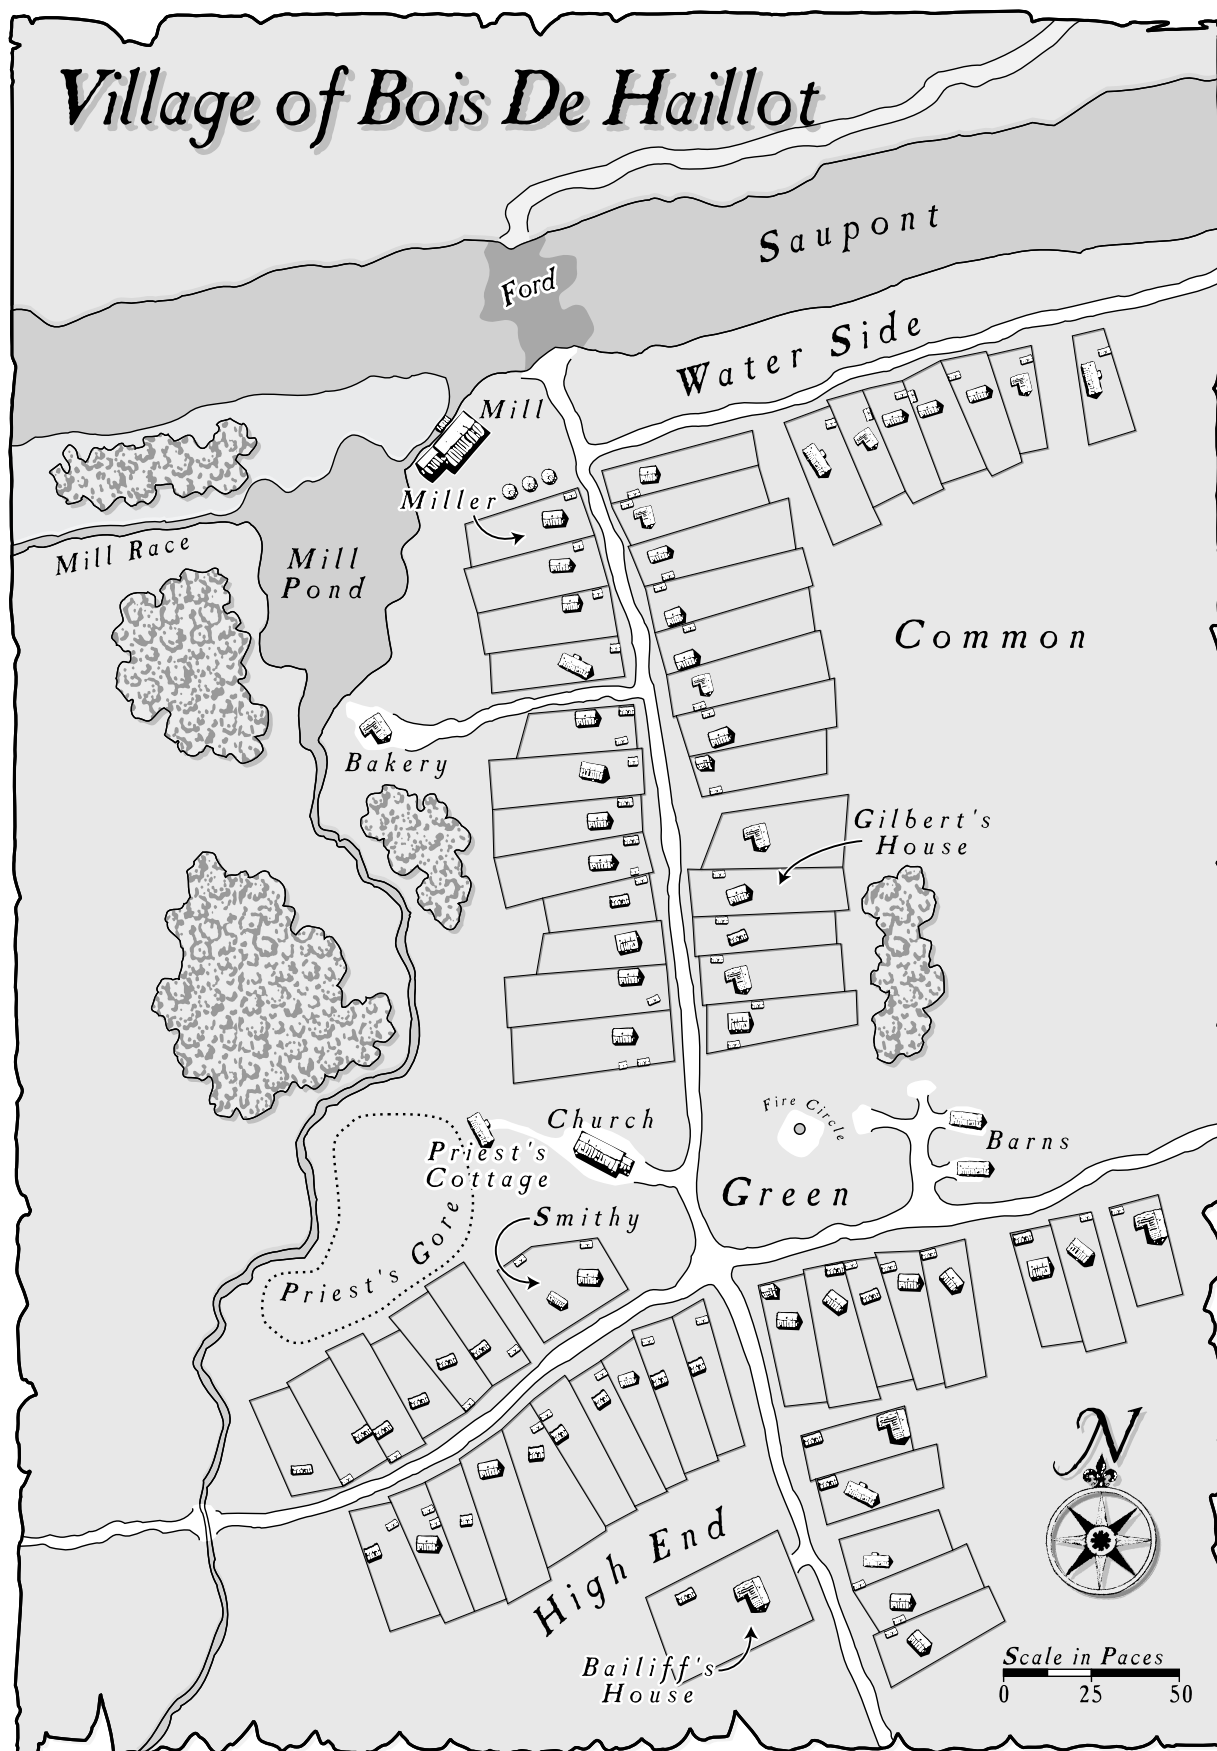 Village of Bois De Haillot
Saupont
Ford
Water Side
Mill
Miller
Mill Race
Mill
Pond
Common
Bakery
Gilbert's
House
Fire Circle
Church
Barns
Priest's
Cottage
Green
Smithy
Priest's Gore
N
High End
Scale in Paces
0 25 50
Bailiff's
House